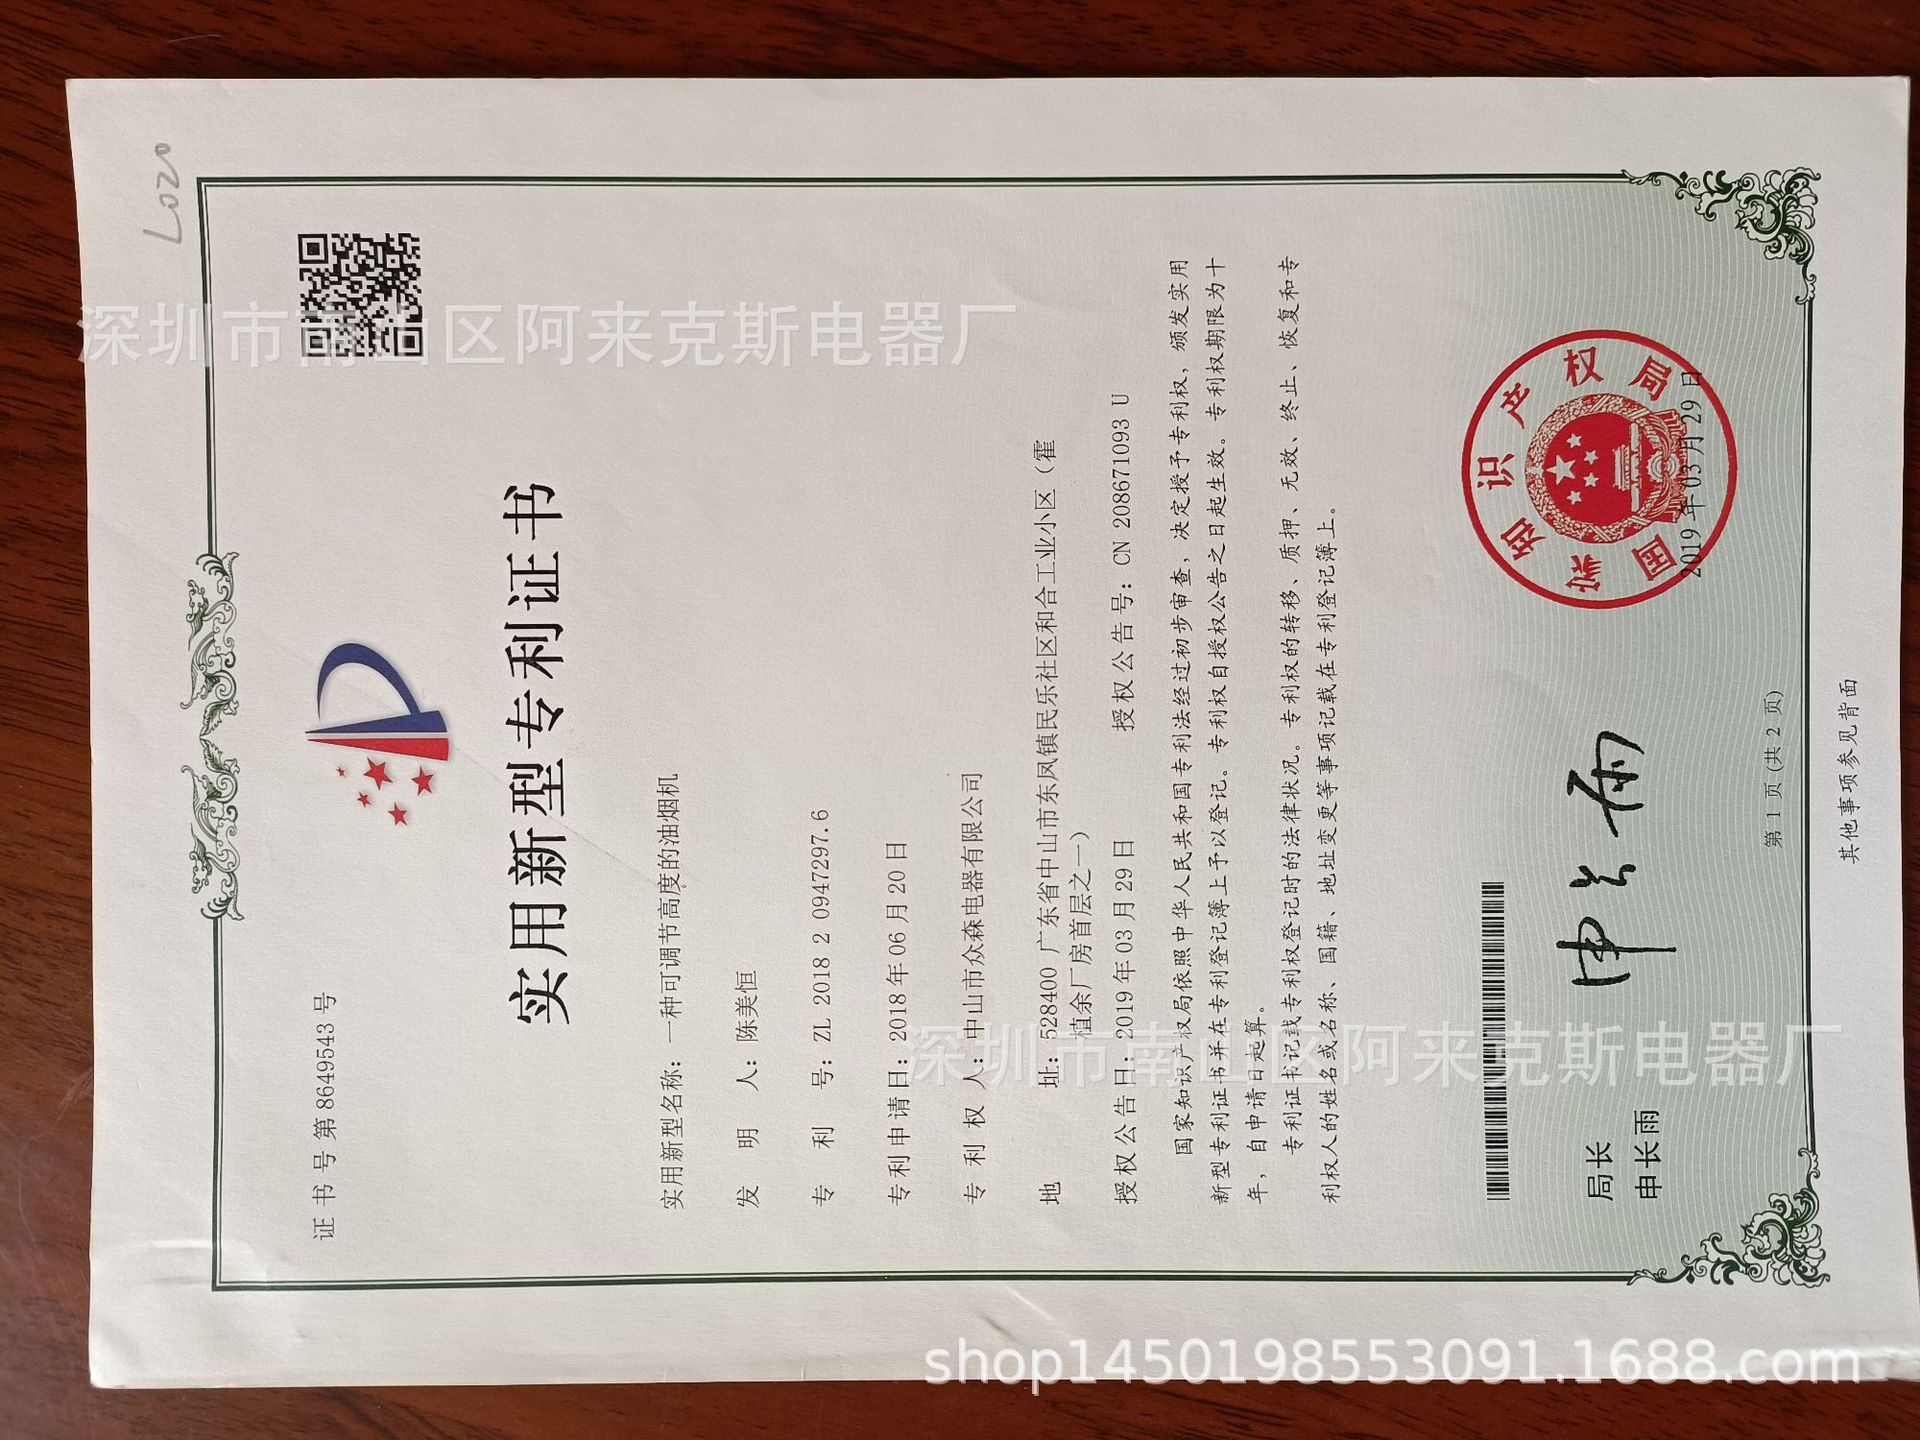 L020
证书号第8649543号
实用新型专利证书
实用新型名称：一种可调节高度的油烟机
发明人：陈美恒
专利号：ZL 2018 2 0947297.6
专利申请日：2018年06月20日
专利权人：中山市众森电器有限公司
地址：528400 广东省中山市东凤镇民乐社区和合工业小区（霍
植余厂房首层之一）
授权公告日：2019年03月29日 授权公告号：CN 208671093 U
国家知识产权局依照中华人民共和国专利法经过初步审查，决定授予专利权，颁发实用
新型专利证书并在专利登记簿上予以登记。专利权自授权公告之日起生效。专利权期限为十
年，自申请日起算。
专利证书记载专利权登记时的法律状况。专利权的转移、质押、无效、终止、恢复和专
利权人的姓名或名称、国籍、地址变更等事项记载在专利登记簿上。
局长
申长雨
申长雨
国家知识产权局
2019年03月29日
第1页(共2页)
其他事项参见背面
深圳市南山区阿来克斯电器厂
深圳市南山区阿来克斯电器厂
shop1450198553091.1688.com